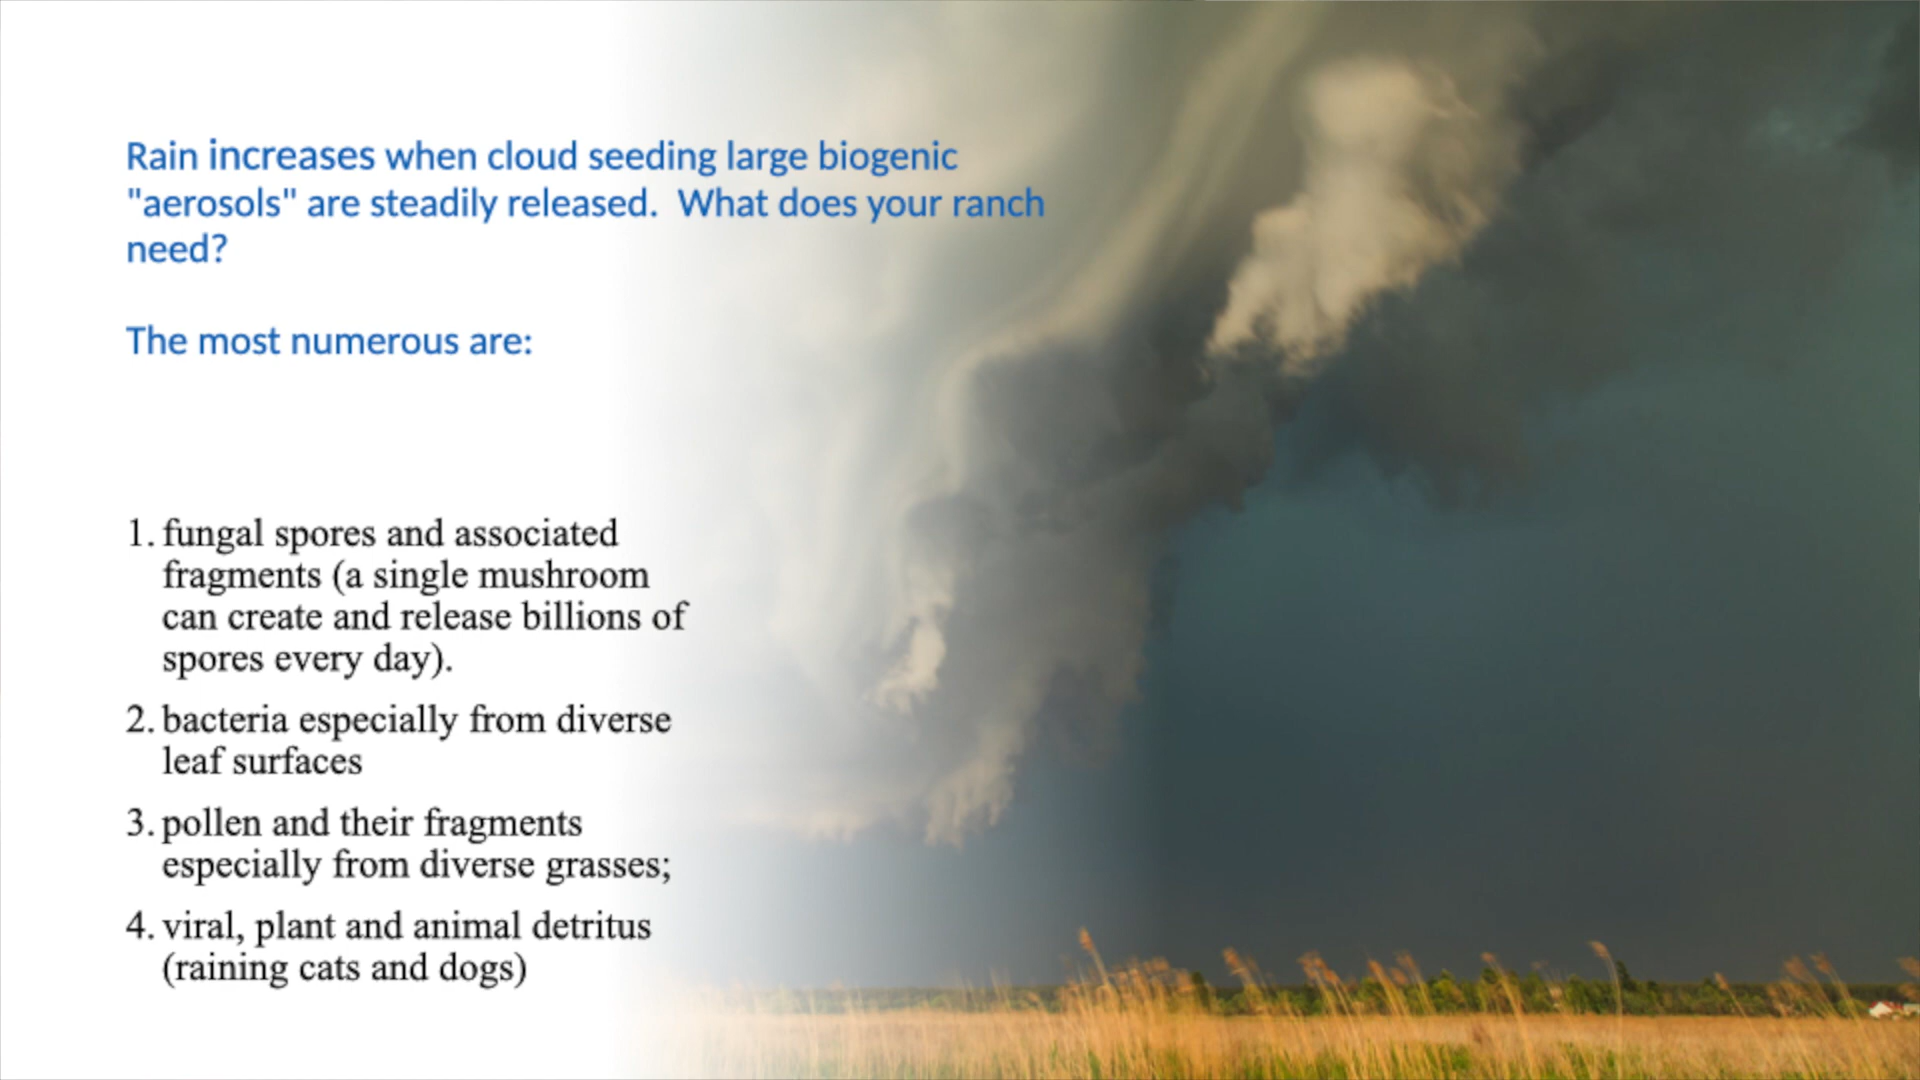 Rain increases when cloud seeding large biogenic
"aerosols" are steadily released.  What does your ranch
need?
The most numerous are:
1. fungal spores and associated
fragments (a single mushroom
can create and release billions of
spores every day).
2. bacteria especially from diverse
leaf surfaces
3. pollen and their fragments
especially from diverse grasses;
4. viral, plant and animal detritus
(raining cats and dogs)